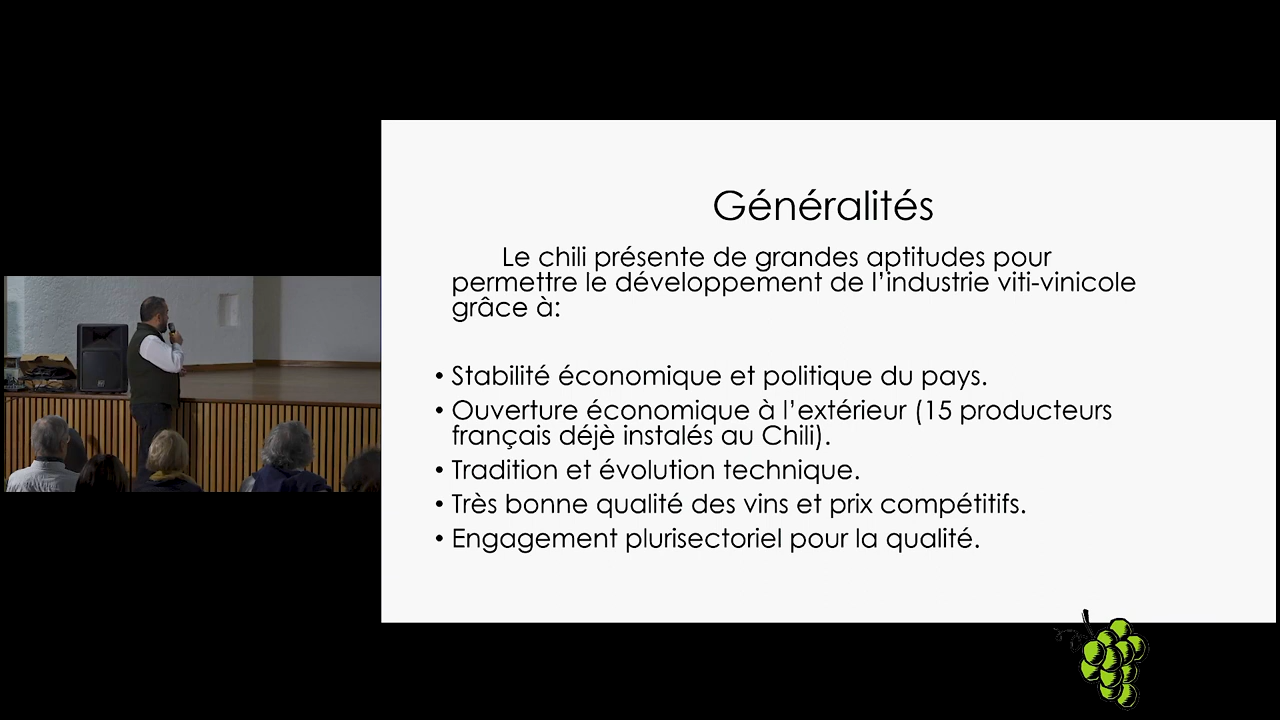 Généralités
Le chili présente de grandes aptitudes pour
permettre le développement de l’industrie viti-vinicole
grâce à:
• Stabilité économique et politique du pays.
• Ouverture économique à l’extérieur (15 producteurs
français déjè instalés au Chili).
• Tradition et évolution technique.
• Très bonne qualité des vins et prix compétitifs.
• Engagement plurisectoriel pour la qualité.